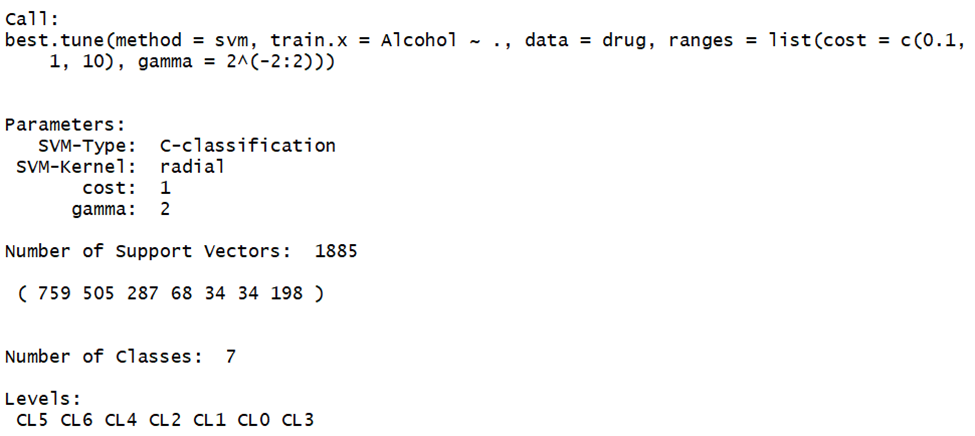 Call:
best.tune(method = svm, train.x = Alcohol ~ ., data = drug, ranges = list(cost = c(0.1,
    1, 10), gamma = 2^(-2:2)))
Parameters:
   SVM-Type:  C-classification
 SVM-Kernel:  radial
       cost:  1
      gamma:  2
Number of Support Vectors:  1885
 ( 759 505 287 68 34 34 198 )
Number of Classes:  7
Levels:
 CL5 CL6 CL4 CL2 CL1 CL0 CL3